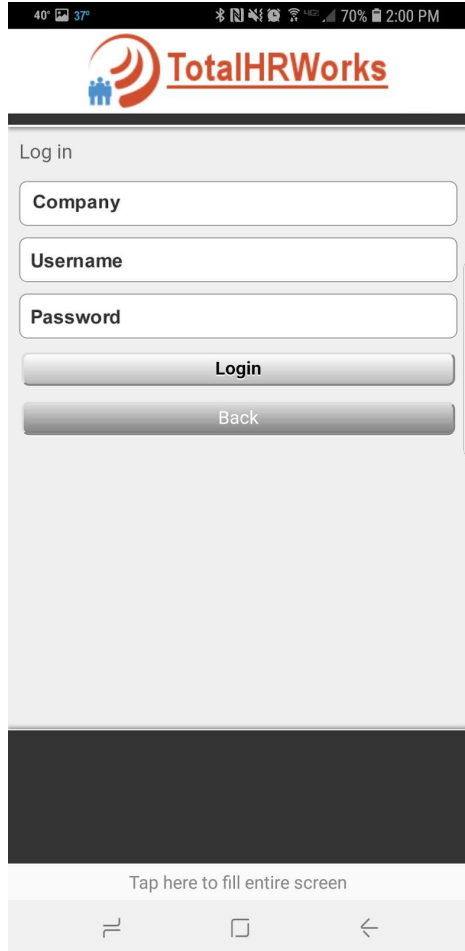 40° 37° 4G 70% 2:00 PM
TotalHRWorks
Log in
Company
Username
Password
Login
Back
Tap here to fill entire screen